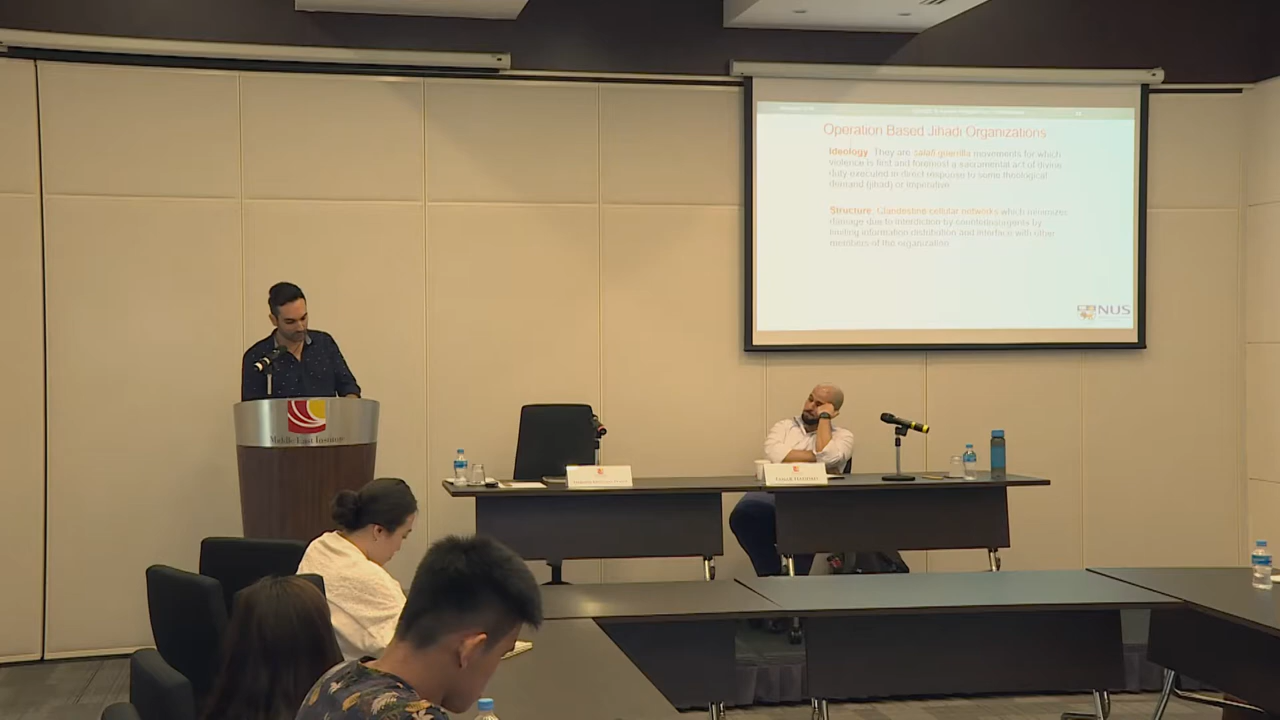 Operation Based Jihadi Organizations
Ideology: They are salafi guerilla movements for which
violence is first and foremost a sacramental act of divine
duty executed in direct response to some theological
demand (jihad) or imperative
Structure: Clandestine cellular networks which minimizes
damage due to interdiction by counterinsurgents by
limiting information distribution and interface with other
members of the organization.
NUS
Middle East Institute